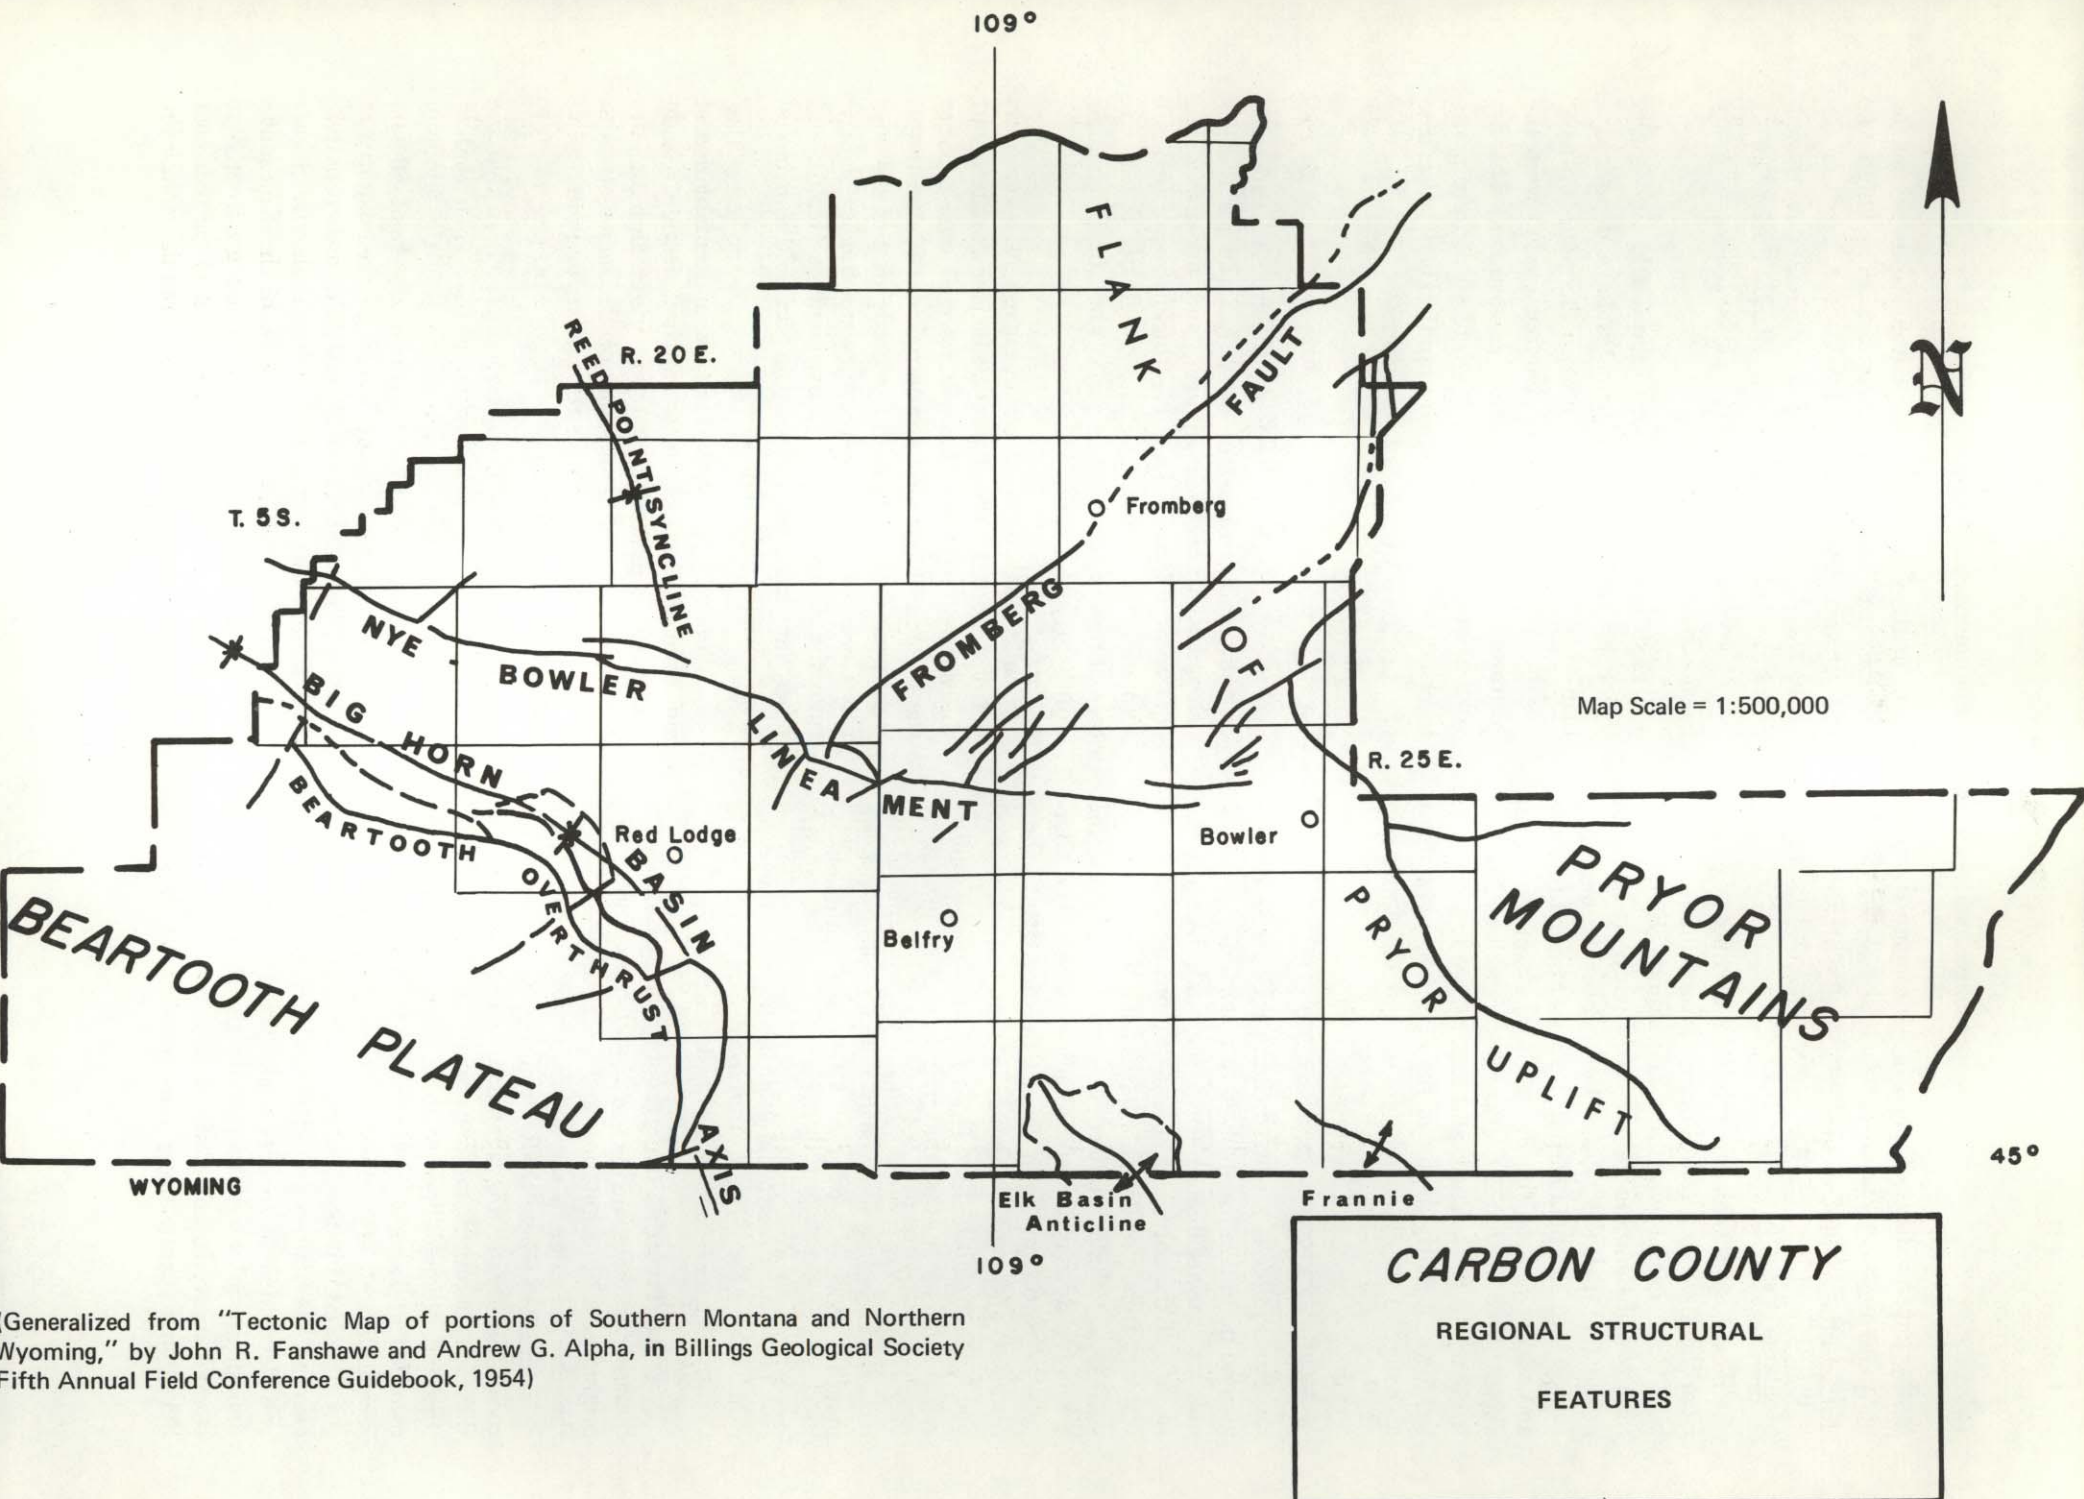 109°
FLANK OF PRYOR UPLIFT
REED POINT SYNCLINE
R. 20 E.
FROMBERG FAULT
N
T. 5 S.
Fromberg
NYE BOWLER LINEAMENT
BIG HORN BASIN AXIS
Map Scale = 1:500,000
R. 25 E.
BEARTOOTH OVERTHRUST
Red Lodge
Bowler
PRYOR
MOUNTAINS
Belfry
BEARTOOTH PLATEAU
45°
WYOMING
Elk Basin
Anticline
Frannie
109°
CARBON COUNTY
REGIONAL STRUCTURAL
FEATURES
(Generalized from "Tectonic Map of portions of Southern Montana and Northern
Wyoming," by John R. Fanshawe and Andrew G. Alpha, in Billings Geological Society
Fifth Annual Field Conference Guidebook, 1954)